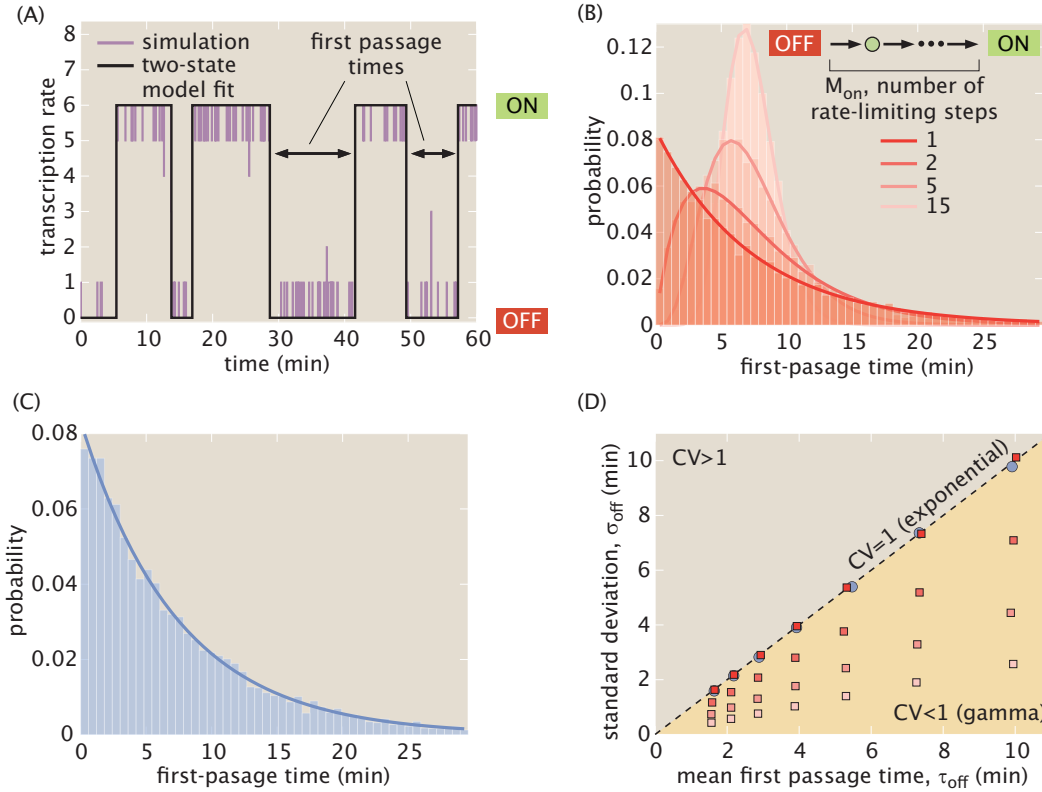 (A)
8
7
6
5
4
3
2
1
0
transcription rate
simulation
two-state
model fit
first passage
times
ON
OFF
0
10
20
30
40
50
60
time (min)
(B)
0.12
0.10
0.08
0.06
0.04
0.02
0
probability
OFF
ON
M_on, number of
rate-limiting steps
1
2
5
15
0
5
10
15
20
25
first-pasage time (min)
(C)
0.08
0.06
0.04
0.02
0
probability
0
5
10
15
20
25
first-pasage time (min)
(D)
10
8
6
4
2
0
standard deviation, σ_off (min)
CV>1
CV=1 (exponential)
CV<1 (gamma)
2
4
6
8
10
mean first passage time, τ_off (min)